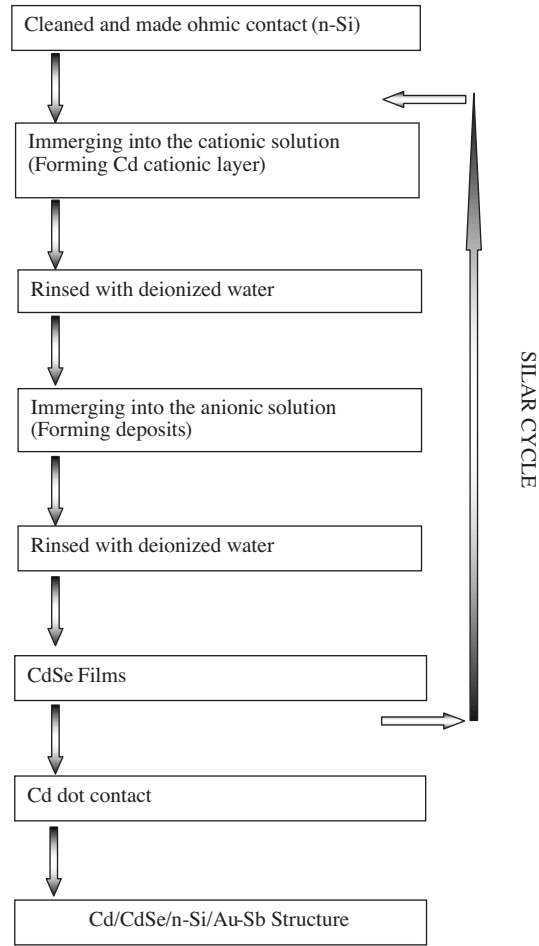 Cleaned and made ohmic contact (n-Si)
Immerging into the cationic solution
(Forming Cd cationic layer)
Rinsed with deionized water
Immerging into the anionic solution
(Forming deposits)
Rinsed with deionized water
CdSe Films
Cd dot contact
Cd/CdSe/n-Si/Au-Sb Structure
SILAR CYCLE